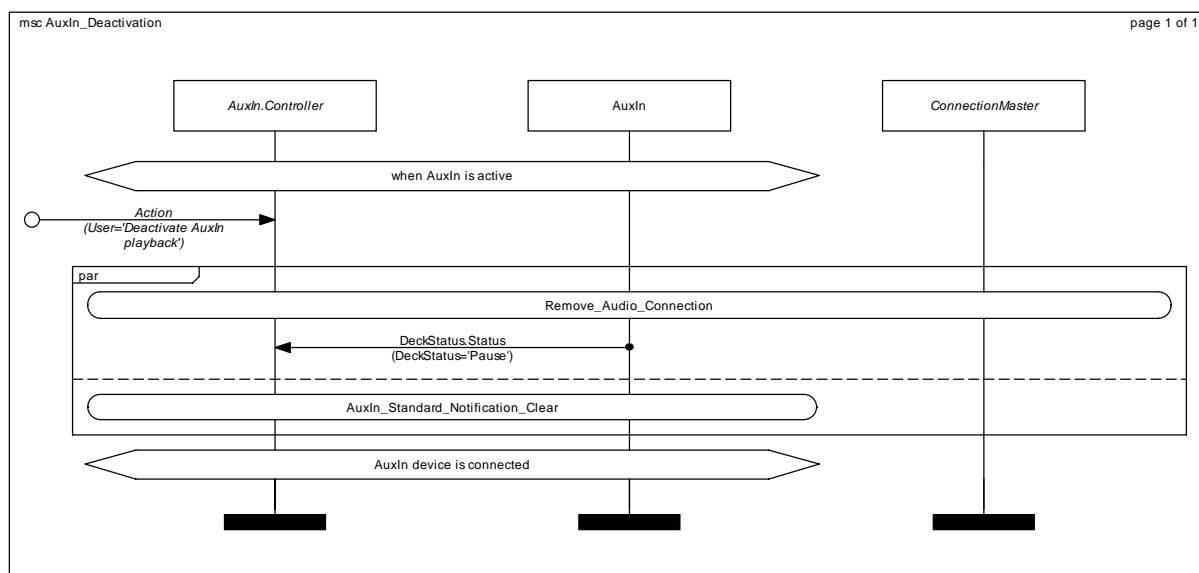 msc AuxIn_Deactivation
page 1 of 1
AuxIn.Controller
AuxIn
ConnectionMaster
when AuxIn is active
Action
(User='Deactivate AuxIn
playback')
par
Remove_Audio_Connection
DeckStatus.Status
(DeckStatus='Pause')
AuxIn_Standard_Notification_Clear
AuxIn device is connected